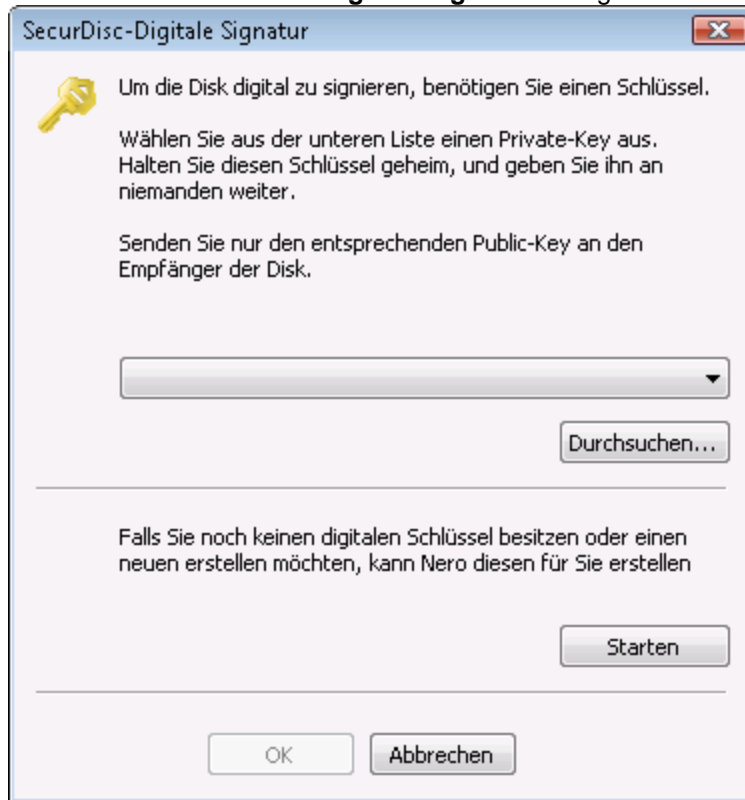 SecurDisc-Digitale Signatur
Um die Disk digital zu signieren, benötigen Sie einen Schlüssel.
Wählen Sie aus der unteren Liste einen Private-Key aus.
Halten Sie diesen Schlüssel geheim, und geben Sie ihn an
niemanden weiter.
Senden Sie nur den entsprechenden Public-Key an den
Empfänger der Disk.
Durchsuchen...
Falls Sie noch keinen digitalen Schlüssel besitzen oder einen
neuen erstellen möchten, kann Nero diesen für Sie erstellen
Starten
OK
Abbrechen